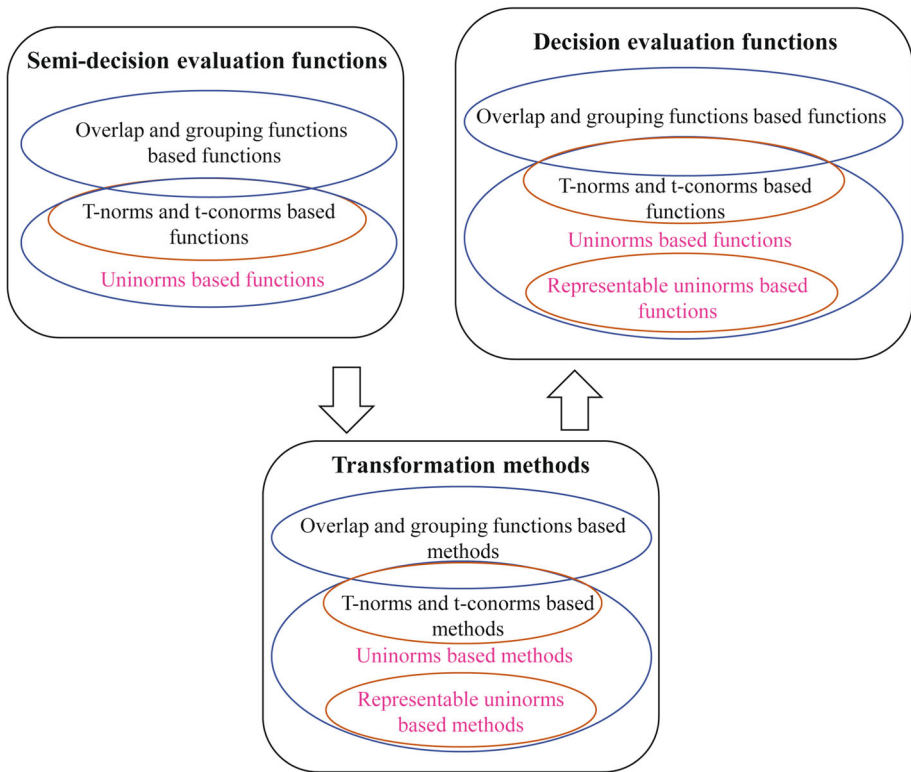 Semi-decision evaluation functions
Overlap and grouping functions
based functions
T-norms and t-conorms based
functions
Uninorms based functions
Decision evaluation functions
Overlap and grouping functions based functions
T-norms and t-conorms based
functions
Uninorms based functions
Representable uninorms based
functions
Transformation methods
Overlap and grouping functions based
methods
T-norms and t-conorms based
methods
Uninorms based methods
Representable uninorms
based methods